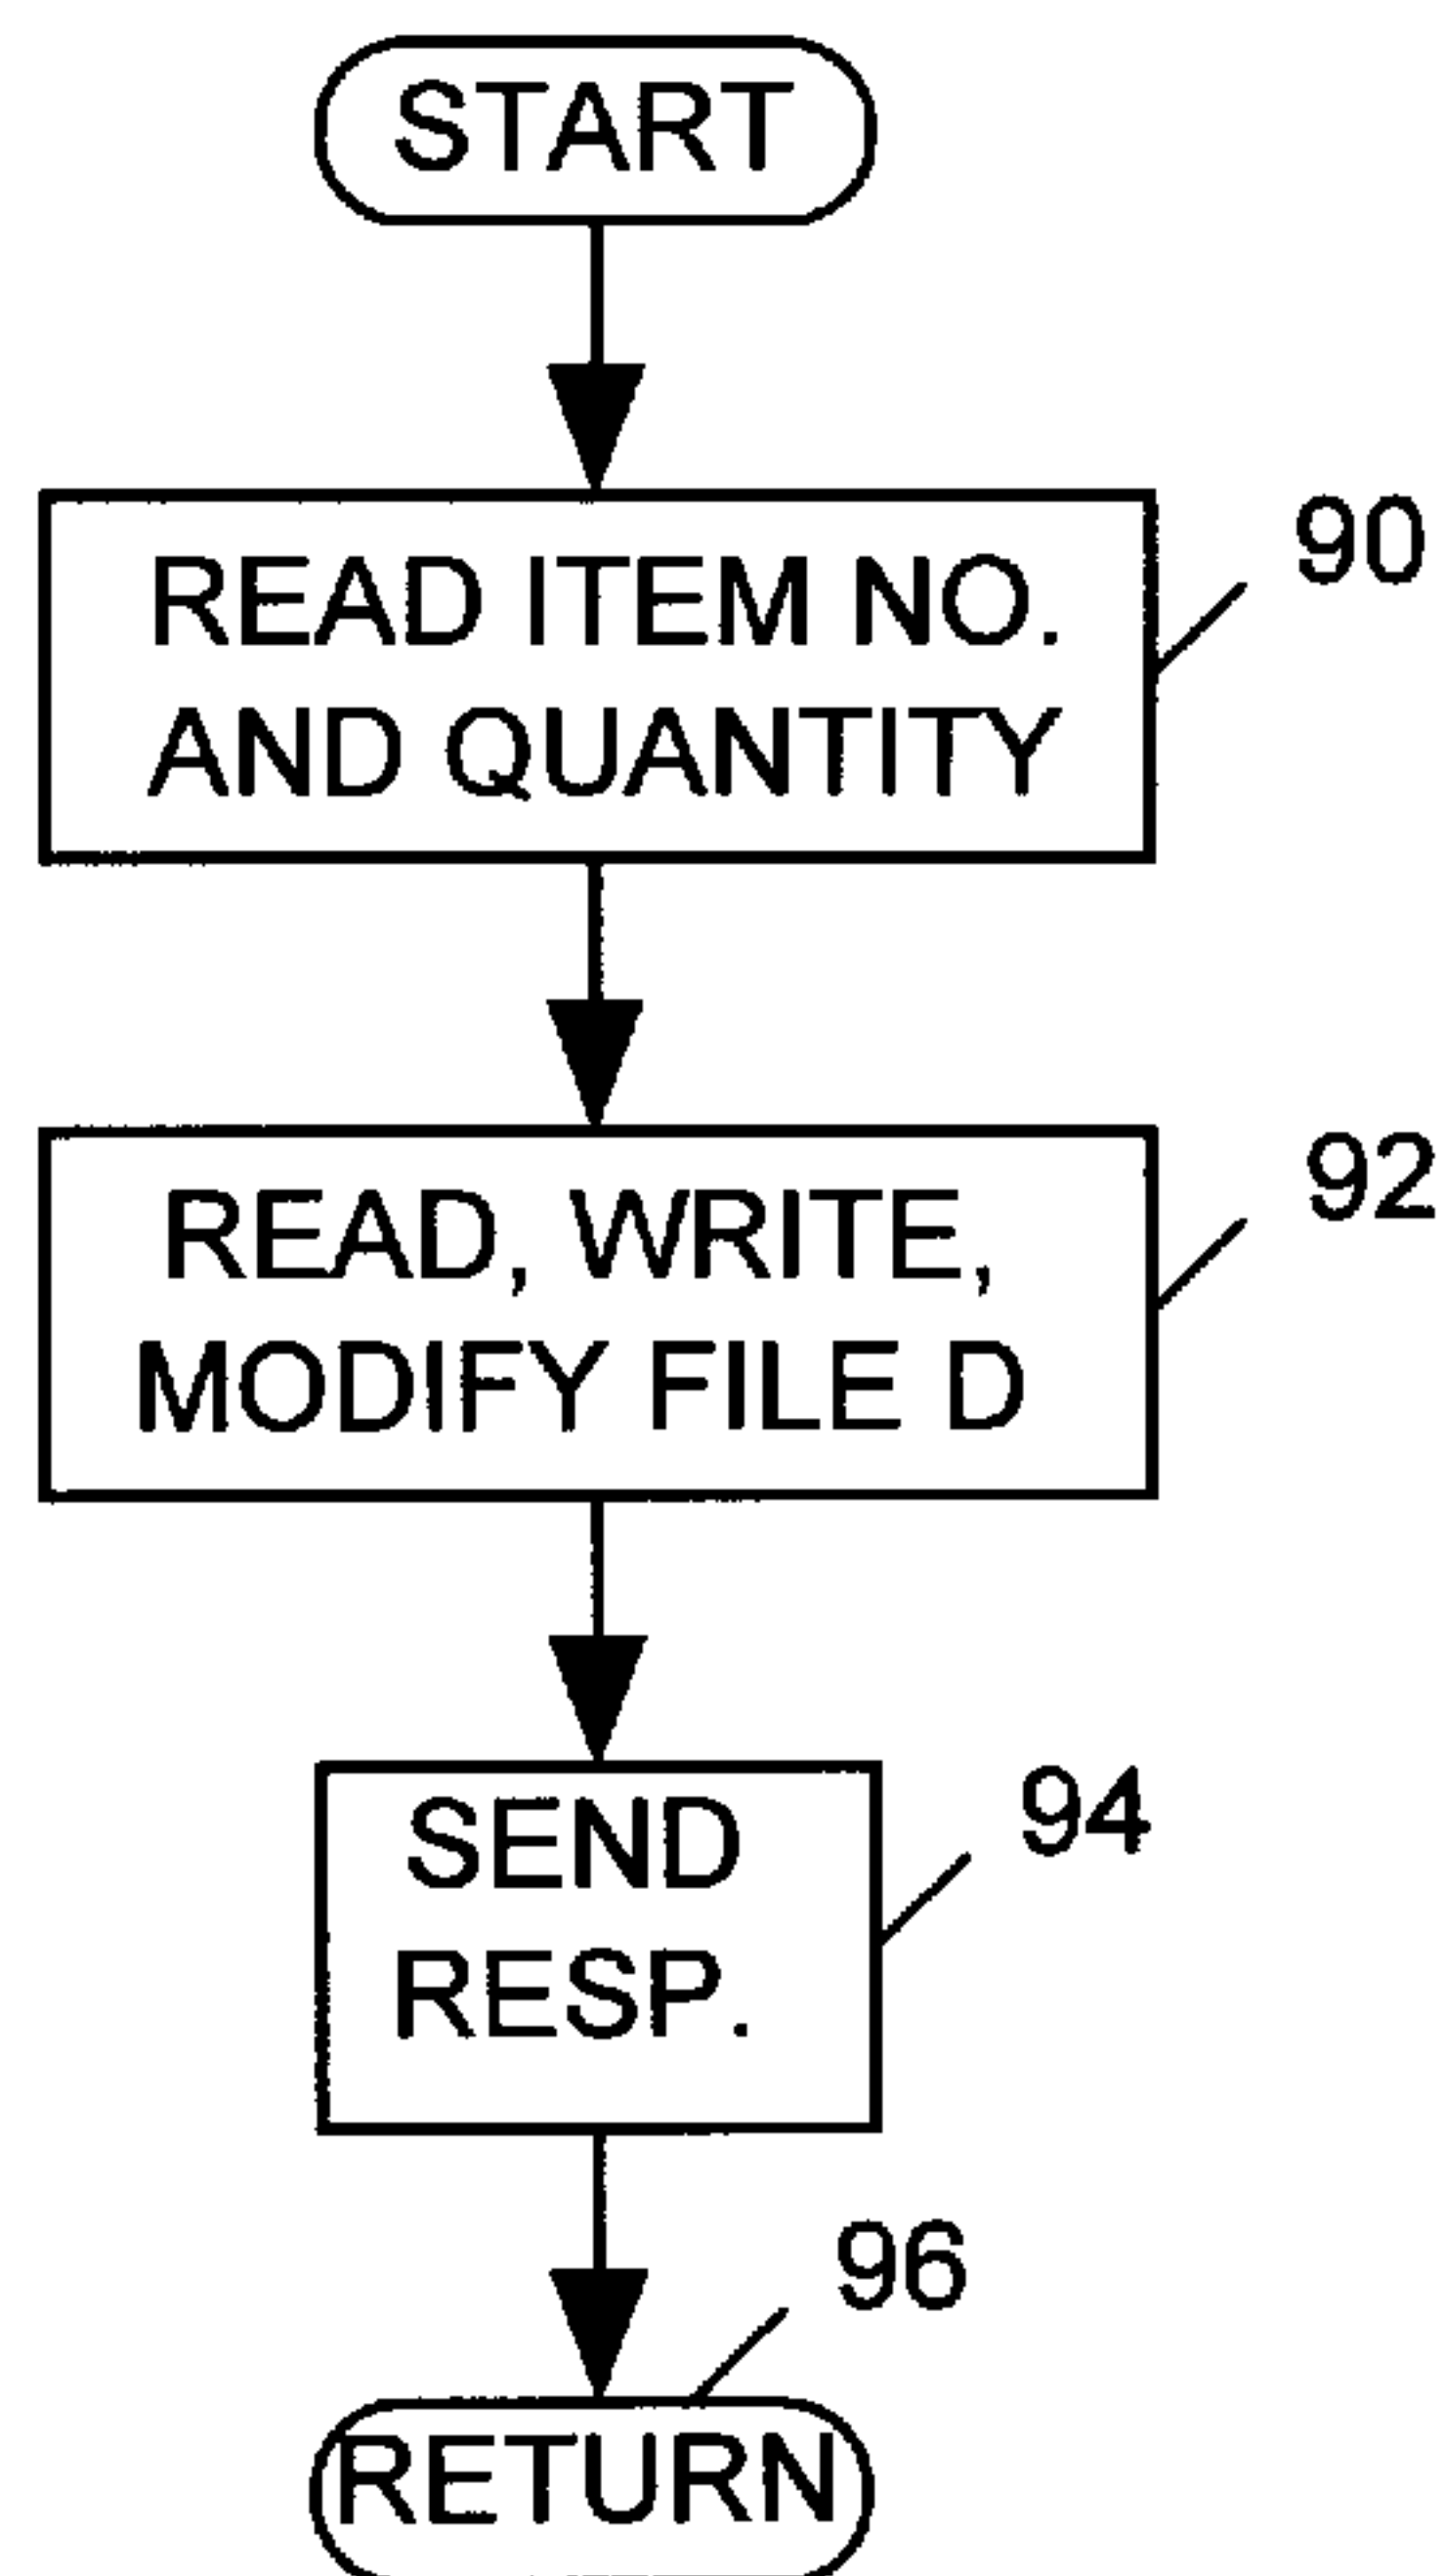 START
READ ITEM NO.
AND QUANTITY
90
READ, WRITE,
MODIFY FILE D
92
SEND
RESP.
94
96
RETURN